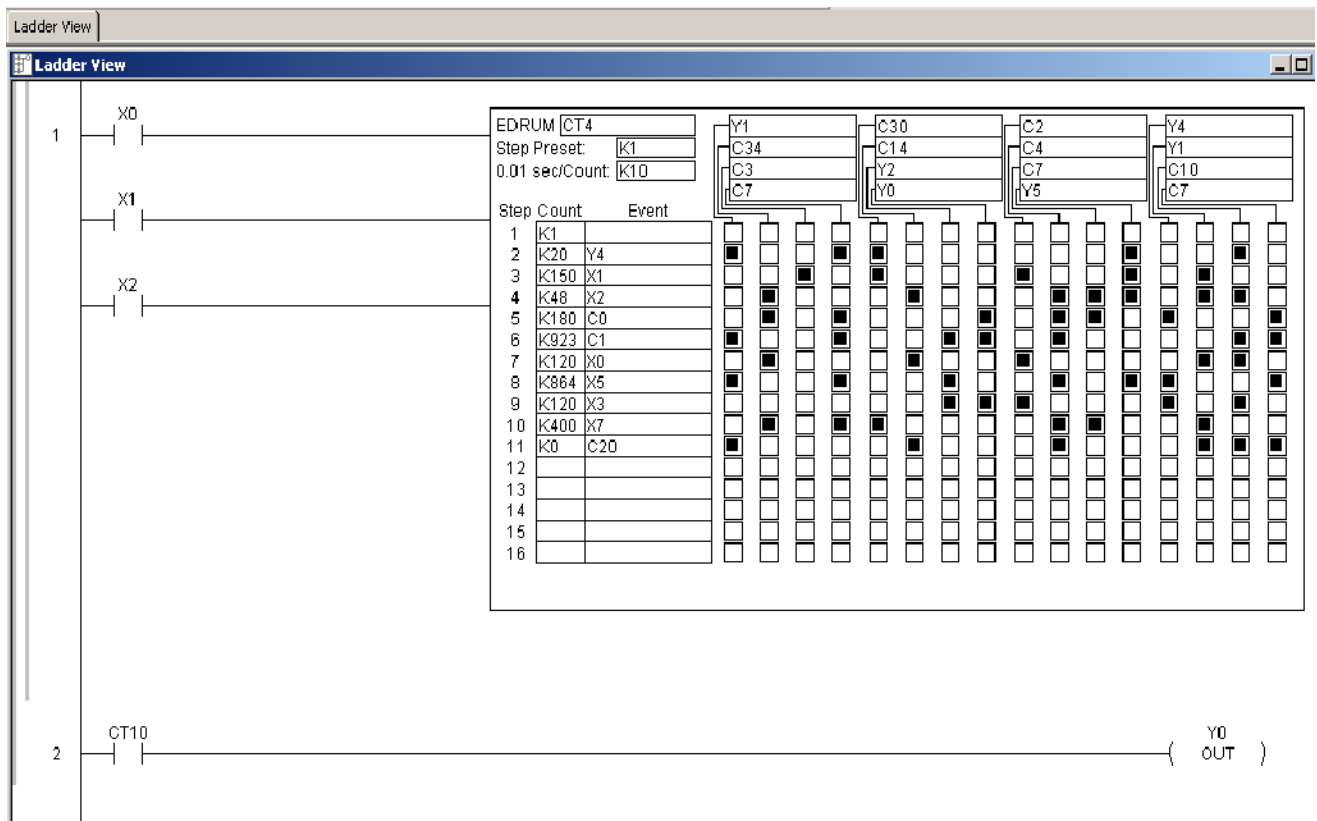 Ladder View
Ladder View
1
X0
X1
X2
EDRUM CT4
Step Preset: K1
0.01 sec/Count: K10
Y1 C30 C2 Y4
C34 C14 C4 Y1
C3 Y2 C7 C10
C7 Y0 Y5 C7
Step Count Event
1 K1
2 K20 Y4
3 K150 X1
4 K48 X2
5 K180 C0
6 K923 C1
7 K120 X0
8 K864 X5
9 K120 X3
10 K400 X7
11 K0 C20
12
13
14
15
16
2
CT10
Y0
( OUT )